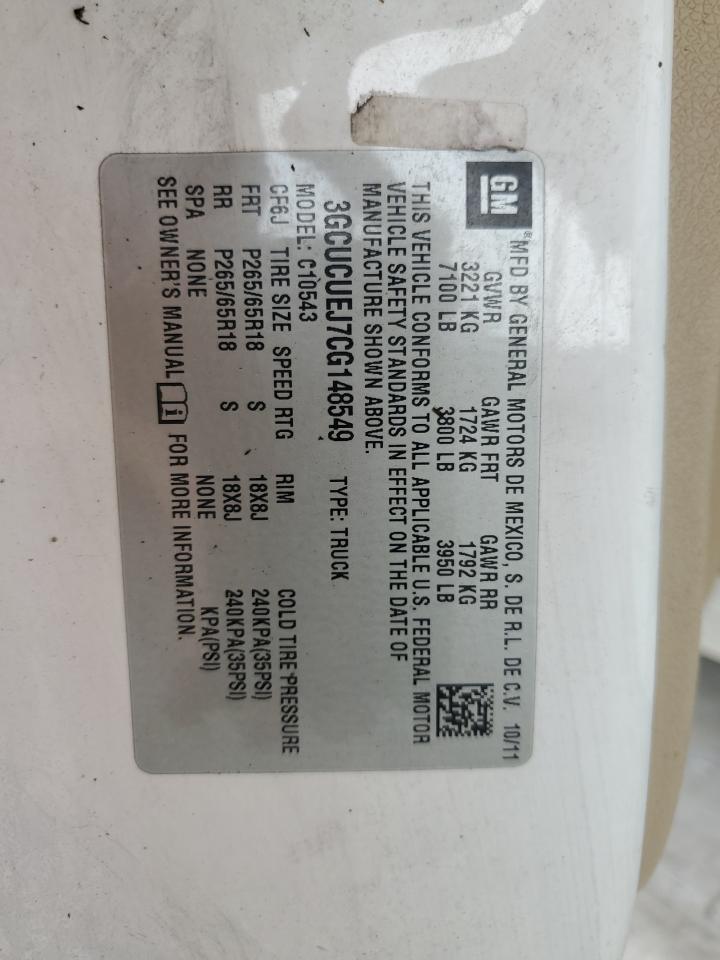 GM
® MFD BY GENERAL MOTORS DE MEXICO, S. DE R.L. DE C.V. 10/11
GVWR GAWR FRT GAWR RR
3221 KG 1724 KG 1792 KG
7100 LB 3800 LB 3950 LB
THIS VEHICLE CONFORMS TO ALL APPLICABLE U.S. FEDERAL MOTOR
VEHICLE SAFETY STANDARDS IN EFFECT ON THE DATE OF
MANUFACTURE SHOWN ABOVE.
3GCUCUEJ7CG148549 TYPE: TRUCK
MODEL: C10543
CF6J TIRE SIZE SPEED RTG RIM COLD TIRE PRESSURE
FRT P265/65R18 S 18X8J 240KPA(35PSI)
RR P265/65R18 S 18X8J 240KPA(35PSI)
SPA NONE NONE KPA(PSI)
SEE OWNER'S MANUAL i FOR MORE INFORMATION.